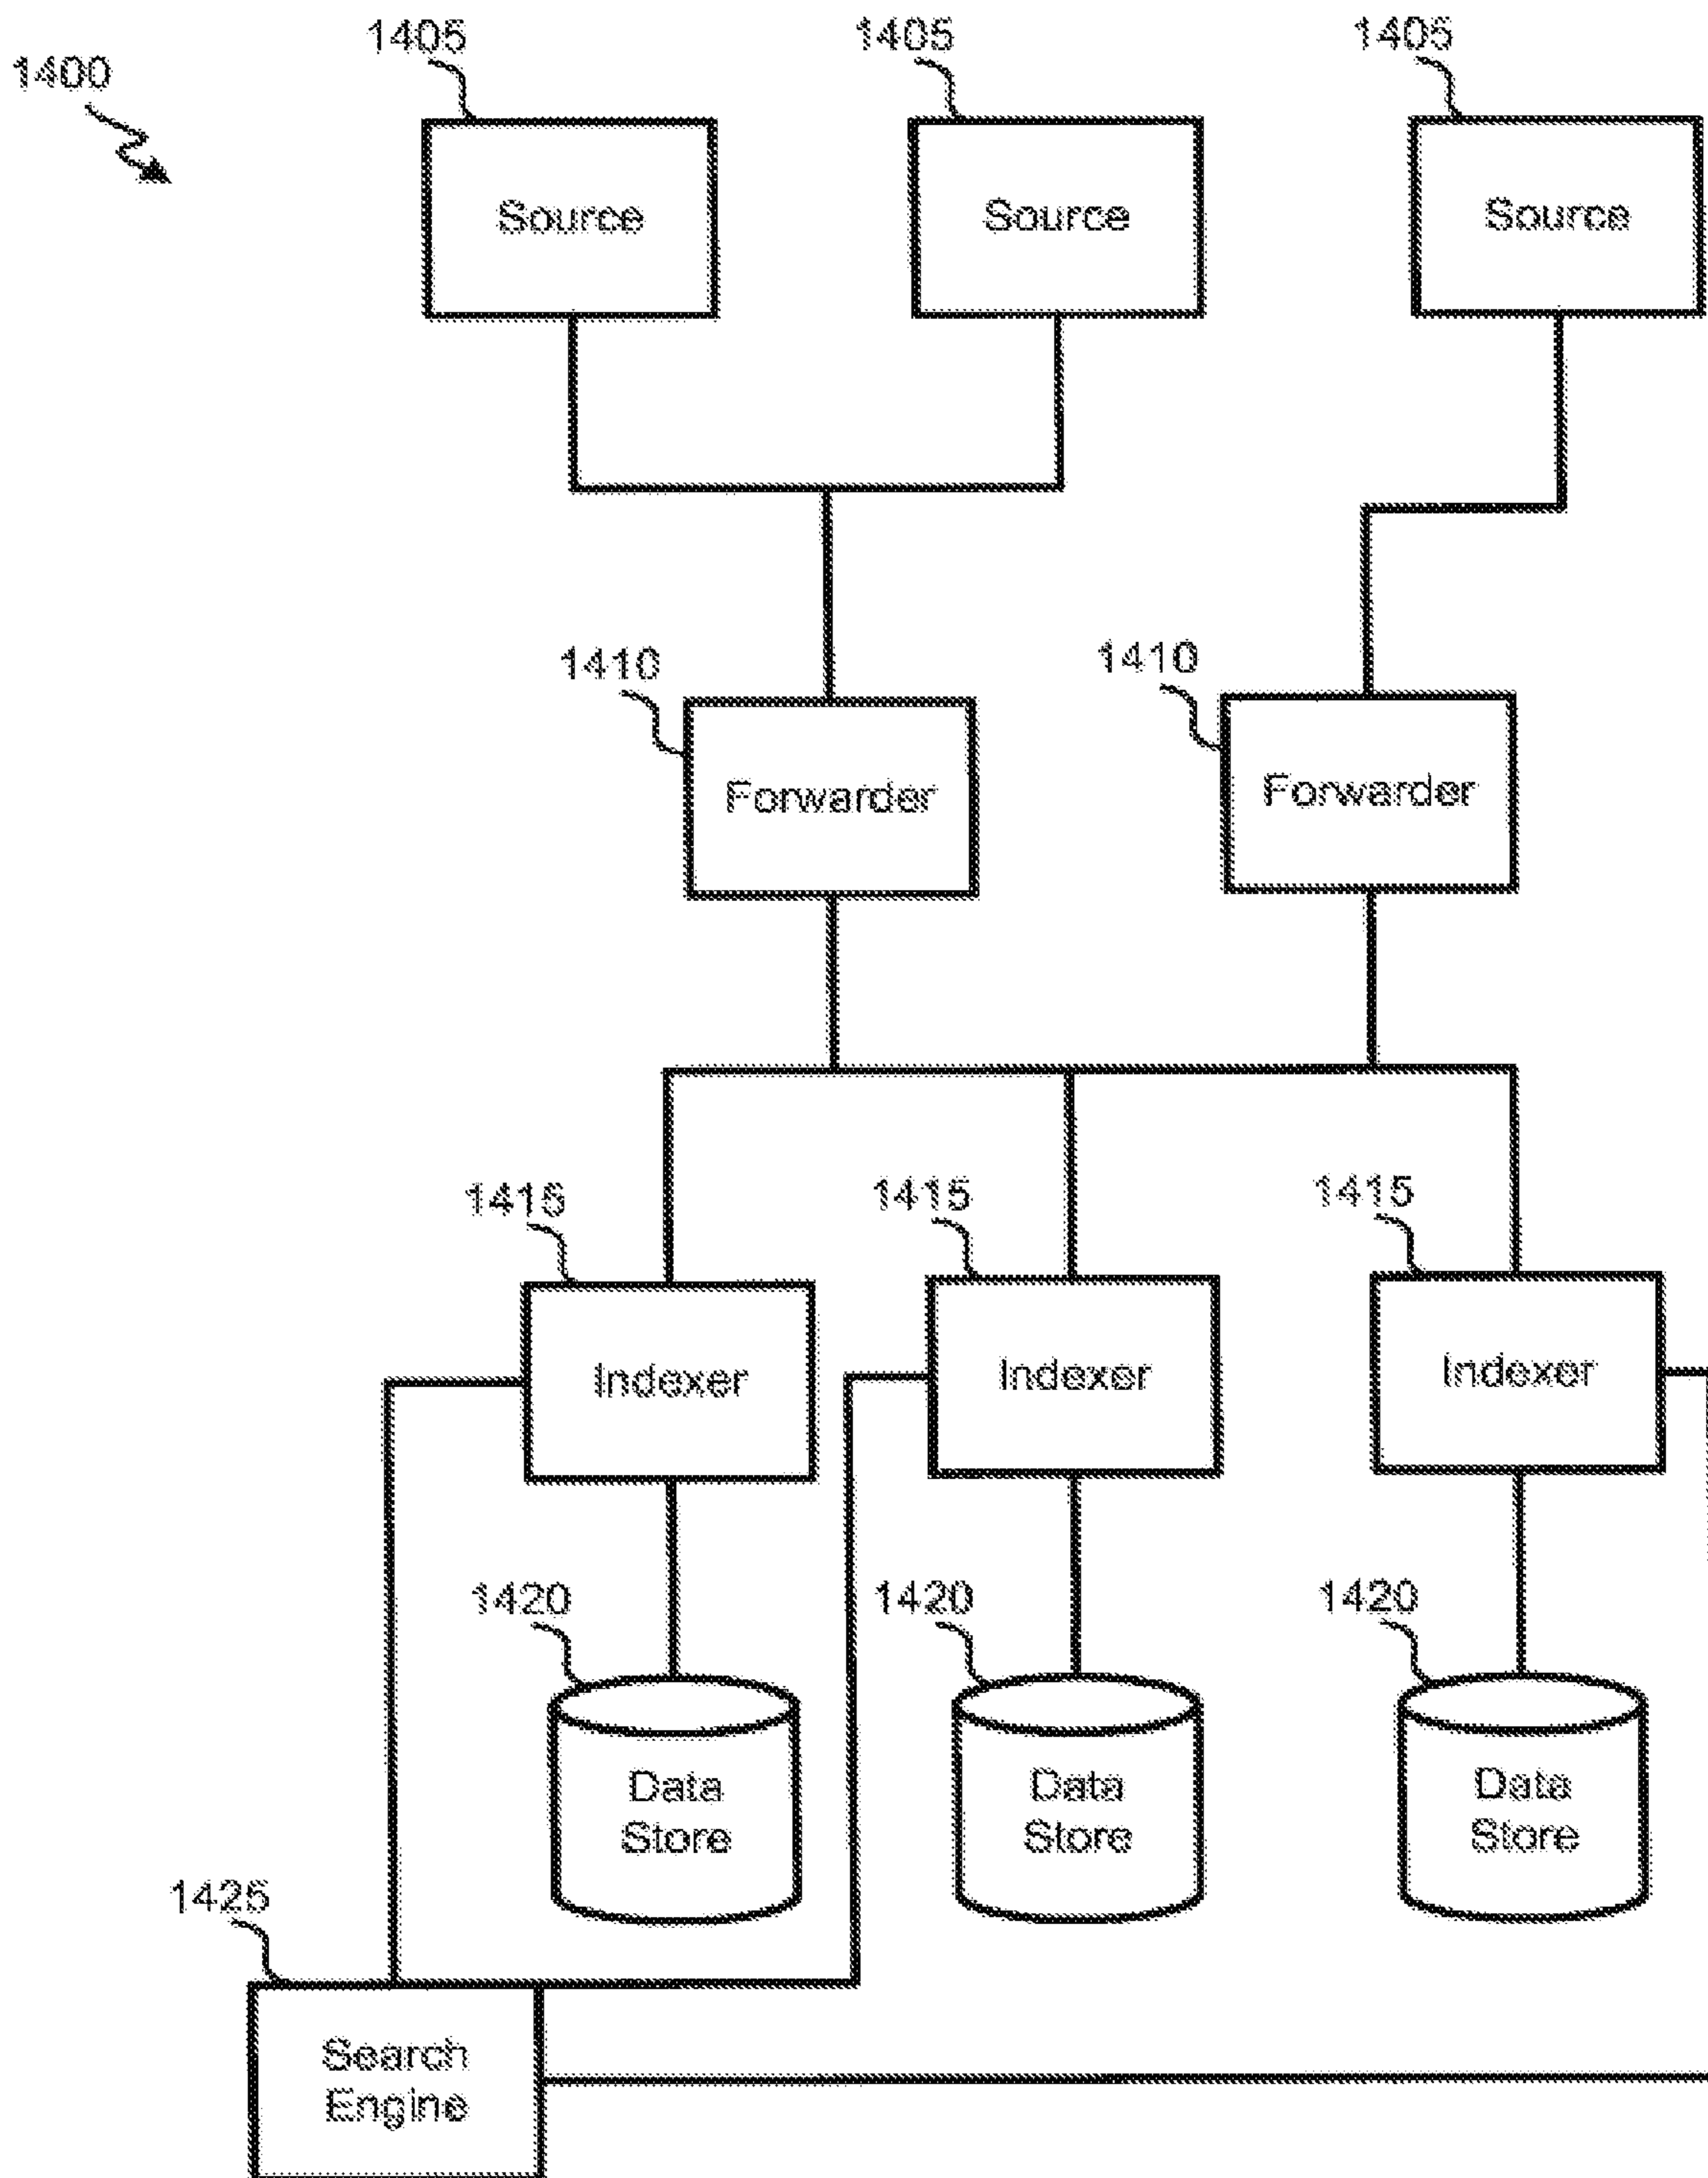 1400
1405
1405
1405
Source
Source
Source
1410
1410
Forwarder
Forwarder
1415
1415
1415
Indexer
Indexer
Indexer
1420
1420
1420
Data
Store
Data
Store
Data
Store
1425
Search
Engine